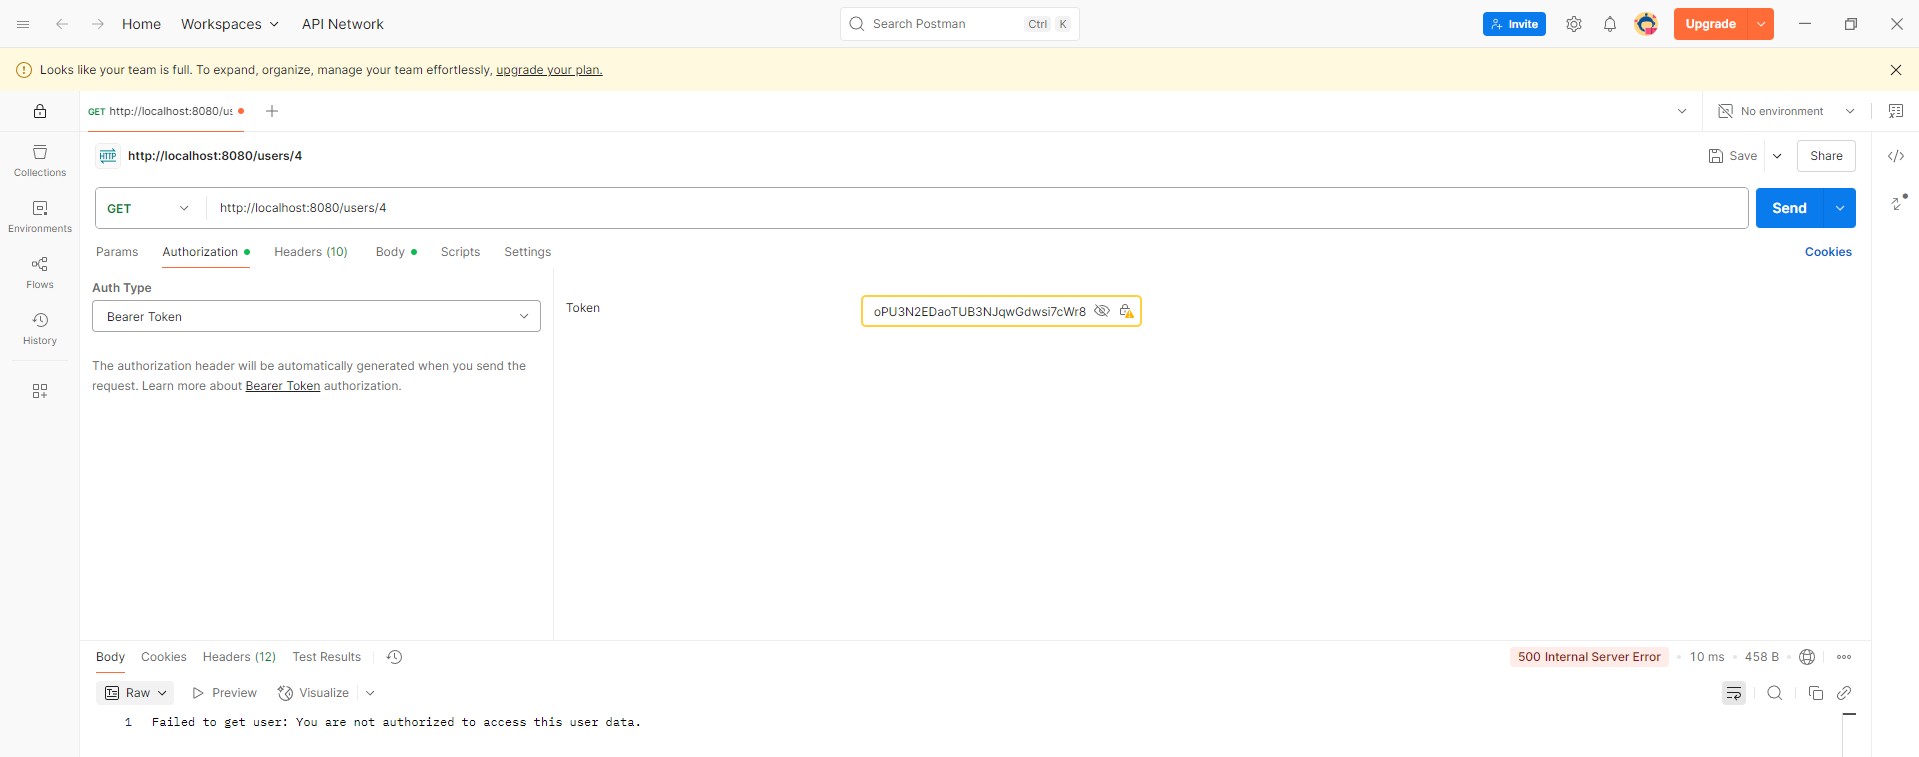 Home Workspaces API Network Search Postman Ctrl K Invite Upgrade
Looks like your team is full. To expand, organize, manage your team effortlessly, upgrade your plan.
GET http://localhost:8080/us No environment
HTTP http://localhost:8080/users/4 Save Share
Collections
GET http://localhost:8080/users/4 Send
Environments
Params Authorization Headers (10) Body Scripts Settings Cookies
Flows
Auth Type
Bearer Token
Token
oPU3N2EDaoTUB3NJqwGdwsi7cWr8
History
The authorization header will be automatically generated when you send the
request. Learn more about Bearer Token authorization.
Body Cookies Headers (12) Test Results 500 Internal Server Error 10 ms 458 B
Raw Preview Visualize
1 Failed to get user: You are not authorized to access this user data.